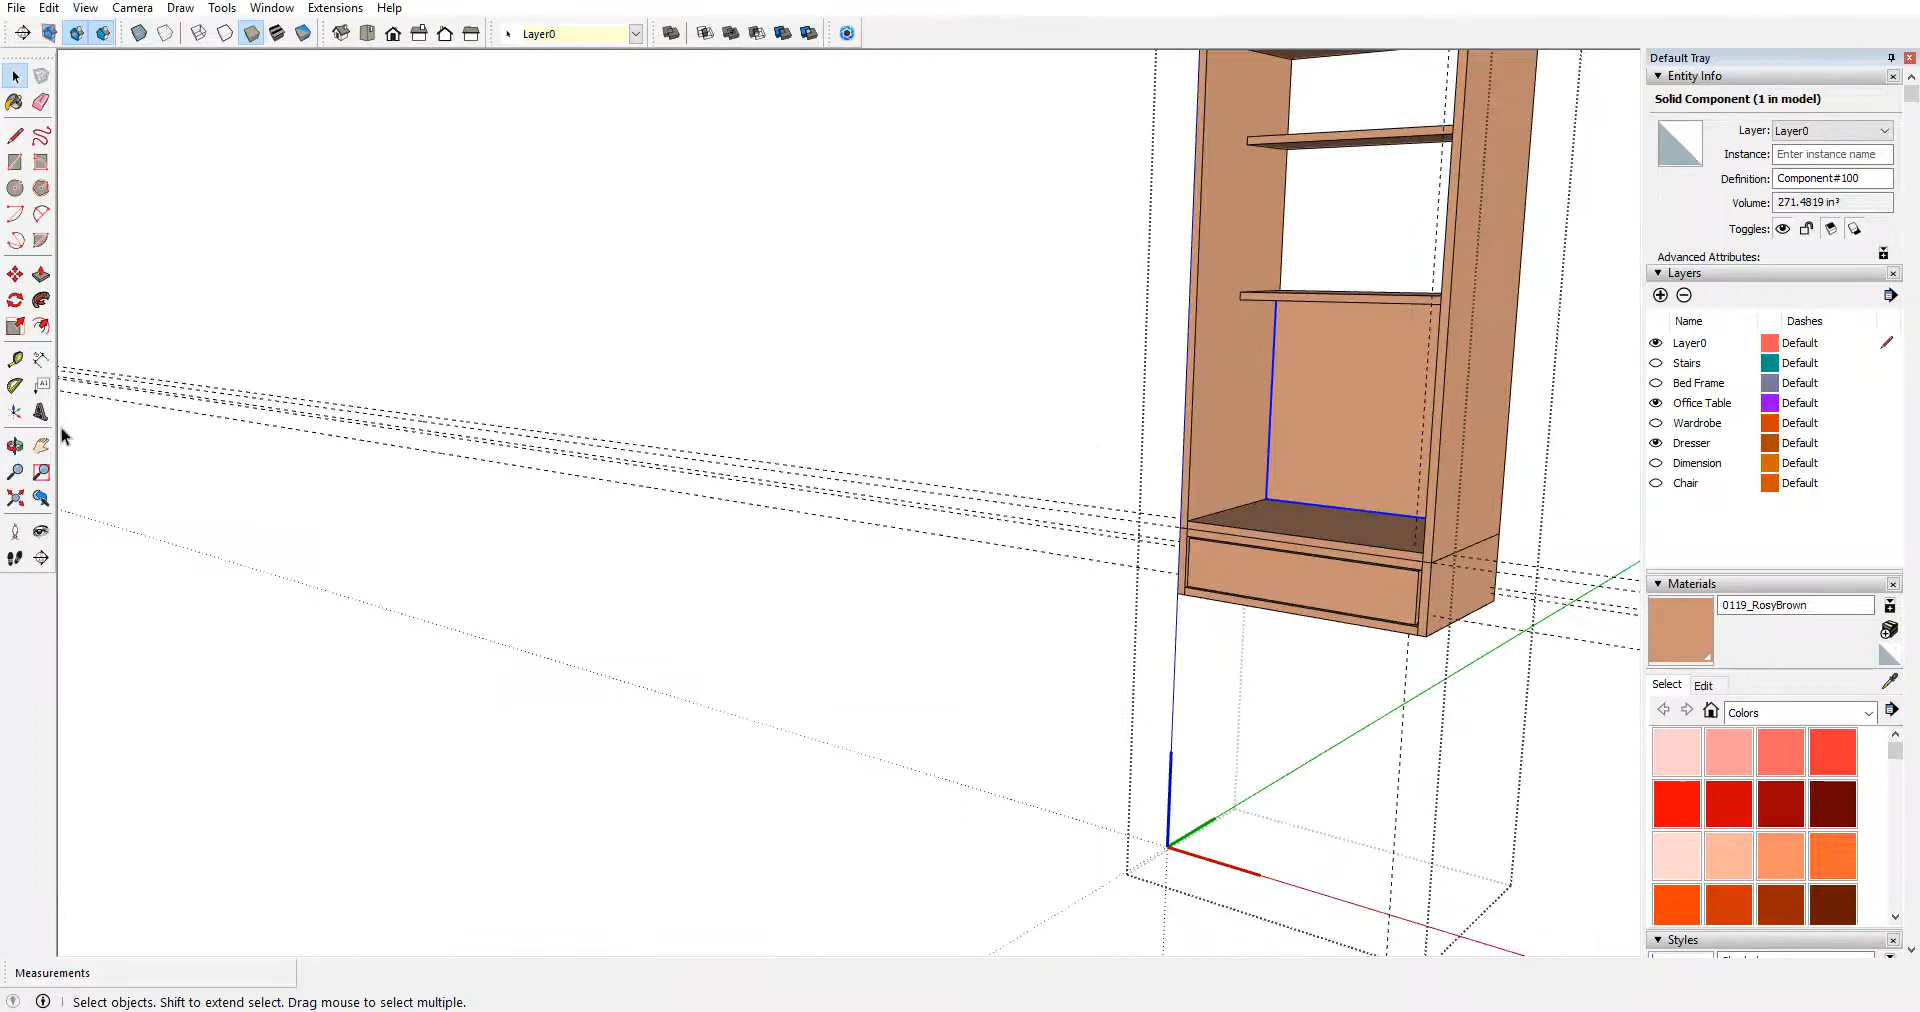 File Edit View Camera Draw Tools Window Extensions Help
Layer0
Default Tray
Entity Info
Solid Component (1 in model)
Layer: Layer0
Instance: Enter instance name
Definition: Component#100
Volume: 271.4819 in³
Toggles:
Advanced Attributes:
Layers
Name Dashes
Layer0 Default
Stairs Default
Bed Frame Default
Office Table Default
Wardrobe Default
Dresser Default
Dimension Default
Chair Default
Materials
0119_RosyBrown
Select Edit
Colors
Styles
Measurements
Select objects. Shift to extend select. Drag mouse to select multiple.